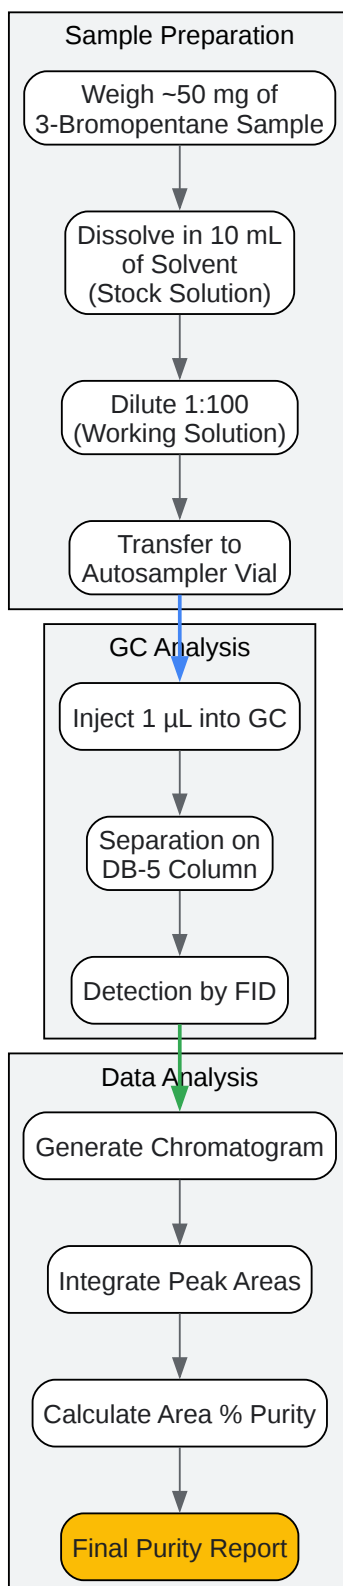 Sample Preparation
Weigh ~50 mg of
3-Bromopentane Sample
Dissolve in 10 mL
of Solvent
(Stock Solution)
Dilute 1:100
(Working Solution)
Transfer to
Autosampler Vial
GC Analysis
Inject 1 µL into GC
Separation on
DB-5 Column
Detection by FID
Data Analysis
Generate Chromatogram
Integrate Peak Areas
Calculate Area % Purity
Final Purity Report